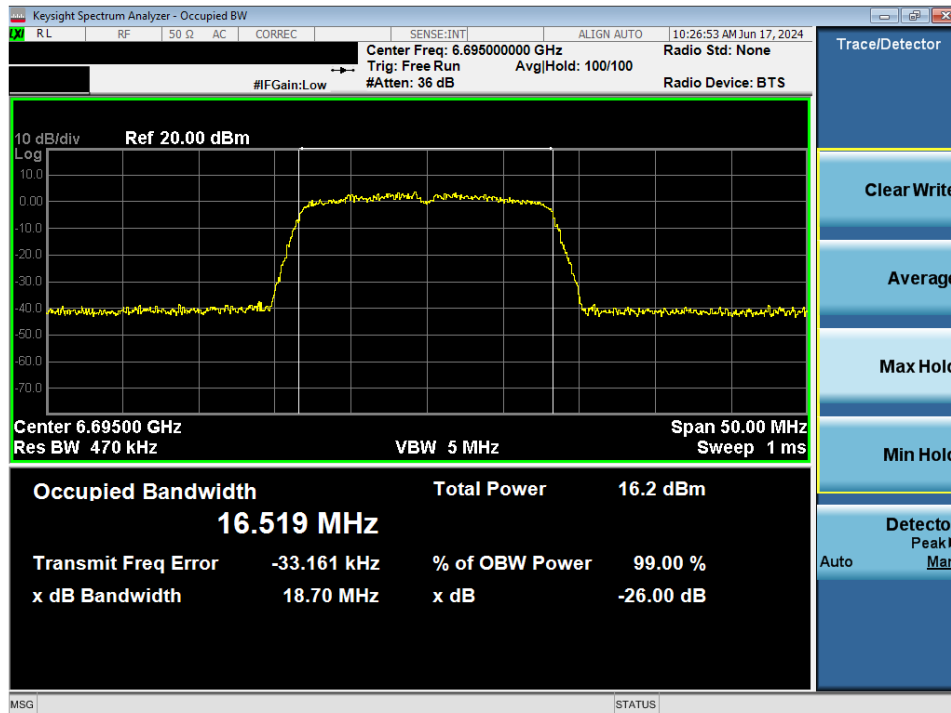 Keysight Spectrum Analyzer - Occupied BW
LXI RL RF 50 Ω AC CORREC SENSE:INT ALIGN AUTO 10:26:53 AM Jun 17, 2024
Center Freq: 6.695000000 GHz Radio Std: None
Trig: Free Run Avg|Hold: 100/100
#IFGain:Low #Atten: 36 dB Radio Device: BTS
10 dB/div Ref 20.00 dBm
Log
10.0
0.00
-10.0
-20.0
-30.0
-40.0
-50.0
-60.0
-70.0
Center 6.69500 GHz Span 50.00 MHz
Res BW 470 kHz VBW 5 MHz Sweep 1 ms
Occupied Bandwidth Total Power 16.2 dBm
16.519 MHz
Transmit Freq Error -33.161 kHz % of OBW Power 99.00 %
x dB Bandwidth 18.70 MHz x dB -26.00 dB
MSG STATUS
Trace/Detector
Clear Write
Average
Max Hold
Min Hold
Detecto
Peak
Auto Man